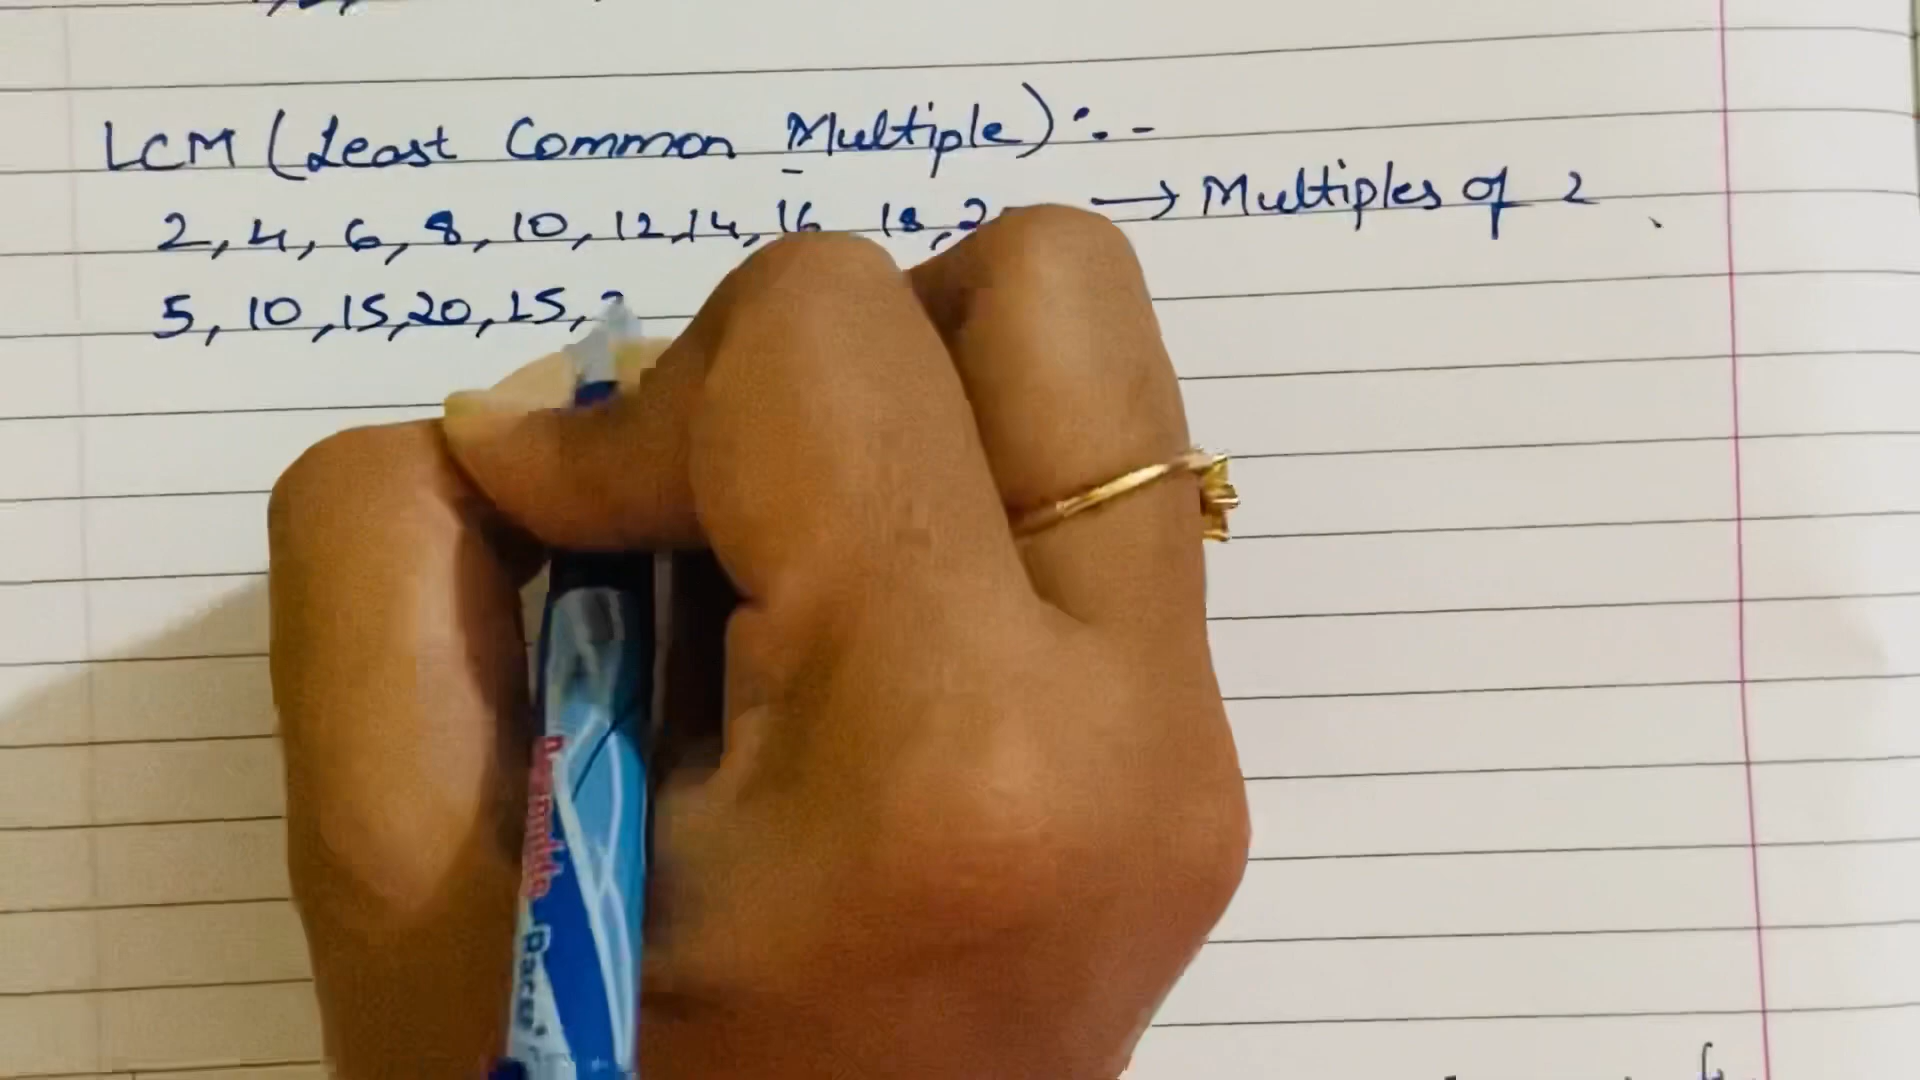 LCM (Least Common Multiple) :-
2, 4, 6, 8, 10, 12, 14, 16, 18, 2 → Multiples of 2
5, 10, 15, 20, 25,